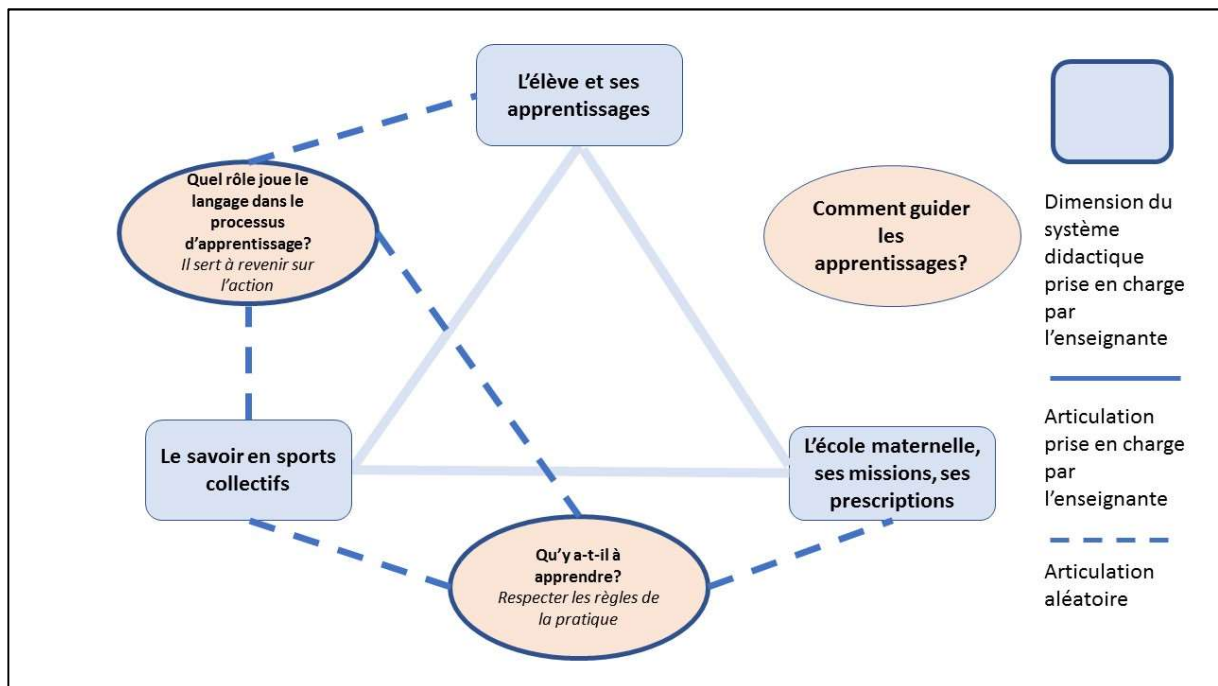 L'élève et ses
apprentissages
Quel rôle joue le
langage dans le
processus
d'apprentissage?
Il sert à revenir sur
l'action
Comment guider
les
apprentissages?
Le savoir en sports
collectifs
L'école maternelle,
ses missions, ses
prescriptions
Qu'y a-t-il à
apprendre?
Respecter les règles de
la pratique
Dimension du
système
didactique
prise en charge
par
l'enseignante
Articulation
prise en charge
par
l'enseignante
Articulation
aléatoire